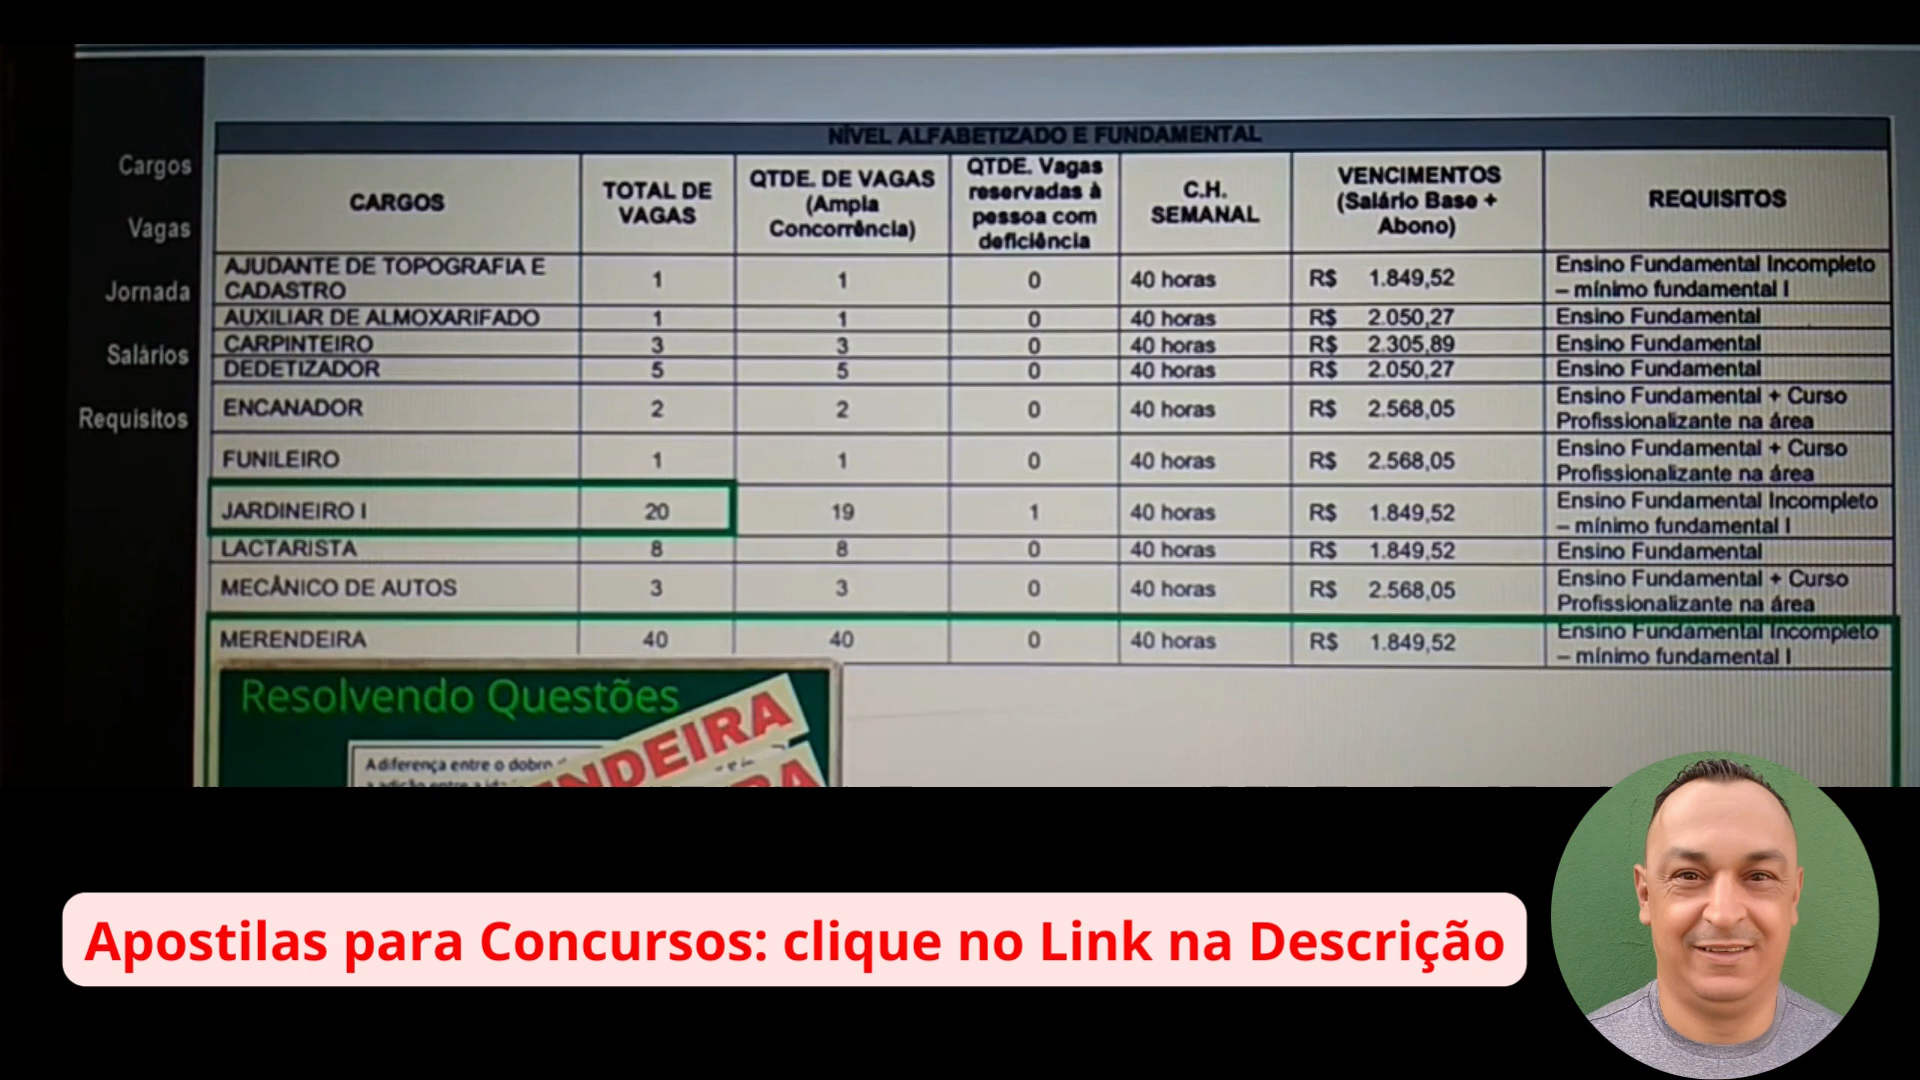 NÍVEL ALFABETIZADO E FUNDAMENTAL
Cargos
Vagas
Jornada
Salários
Requisitos
CARGOS
TOTAL DE
VAGAS
QTDE. DE VAGAS
(Ampla
Concorrência)
QTDE. Vagas
reservadas à
pessoa com
deficiência
C.H.
SEMANAL
VENCIMENTOS
(Salário Base +
Abono)
REQUISITOS
AJUDANTE DE TOPOGRAFIA E
CADASTRO
1 1 0 40 horas R$ 1.849,52
Ensino Fundamental Incompleto
– mínimo fundamental I
AUXILIAR DE ALMOXARIFADO 1 1 0 40 horas R$ 2.050,27 Ensino Fundamental
CARPINTEIRO 3 3 0 40 horas R$ 2.305,89 Ensino Fundamental
DEDETIZADOR 5 5 0 40 horas R$ 2.050,27 Ensino Fundamental
ENCANADOR 2 2 0 40 horas R$ 2.568,05
Ensino Fundamental + Curso
Profissionalizante na área
FUNILEIRO 1 1 0 40 horas R$ 2.568,05
Ensino Fundamental + Curso
Profissionalizante na área
JARDINEIRO I 20 19 1 40 horas R$ 1.849,52
Ensino Fundamental Incompleto
– mínimo fundamental I
LACTARISTA 8 8 0 40 horas R$ 1.849,52 Ensino Fundamental
MECÂNICO DE AUTOS 3 3 0 40 horas R$ 2.568,05
Ensino Fundamental + Curso
Profissionalizante na área
MERENDEIRA 40 40 0 40 horas R$ 1.849,52
Ensino Fundamental Incompleto
– mínimo fundamental I
Resolvendo Questões
NDEIRA
A diferença entre o dobro
RA
Apostilas para Concursos: clique no Link na Descrição